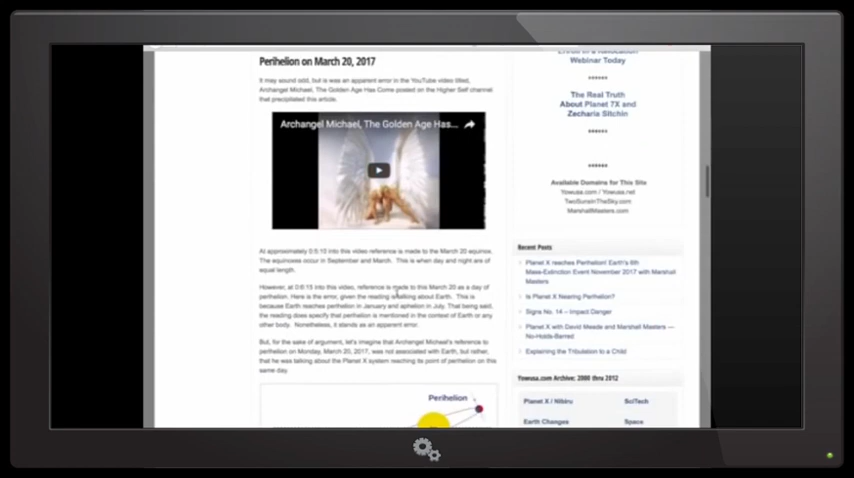 Perihelion on March 20, 2017
It may sound odd, but is was an apparent error in the YouTube video titled,
Archangel Michael, The Golden Age Has Come posted on the Higher Self channel
that precipitated this article.
Archangel Michael, The Golden Age Has...
At approximately 0:5:10 into this video reference is made to the March 20 equinox.
The equinoxes occur in September and March. This is when day and night are of
equal length.
However, at 0:6:15 into this video, reference is made to this March 20 as a day of
perihelion. Here is the error, given the reading is talking about Earth. This is
because Earth reaches perihelion in January and aphelion in July. That being said,
the reading does specify that perihelion is mentioned in the context of Earth or any
other body. Nonetheless, it stands as an apparent error.
But, for the sake of argument, let's imagine that Archangel Michael's reference to
perihelion on Monday, March 20, 2017, was not associated with Earth, but rather,
that he was talking about the Planet X system reaching its point of perihelion on this
same day.
Perihelion
Webinar Today
******
The Real Truth
About Planet 7X and
Zecharia Sitchin
******
******
Available Domains for This Site
Yowusa.com / Yowusa.net
TwoSunsInTheSky.com
MarshallMasters.com
Recent Posts
Planet X reaches Perihelion! Earth's 6th
Mass-Extinction Event November 2017 with Marshall
Masters
Is Planet X Nearing Perihelion?
Signs No. 14 – Impact Danger
Planet X with David Meade and Marshall Masters —
No-Holds-Barred
Explaining the Tribulation to a Child
Yowusa.com Archive: 2000 thru 2012
Planet X / Nibiru SciTech
Earth Changes Space